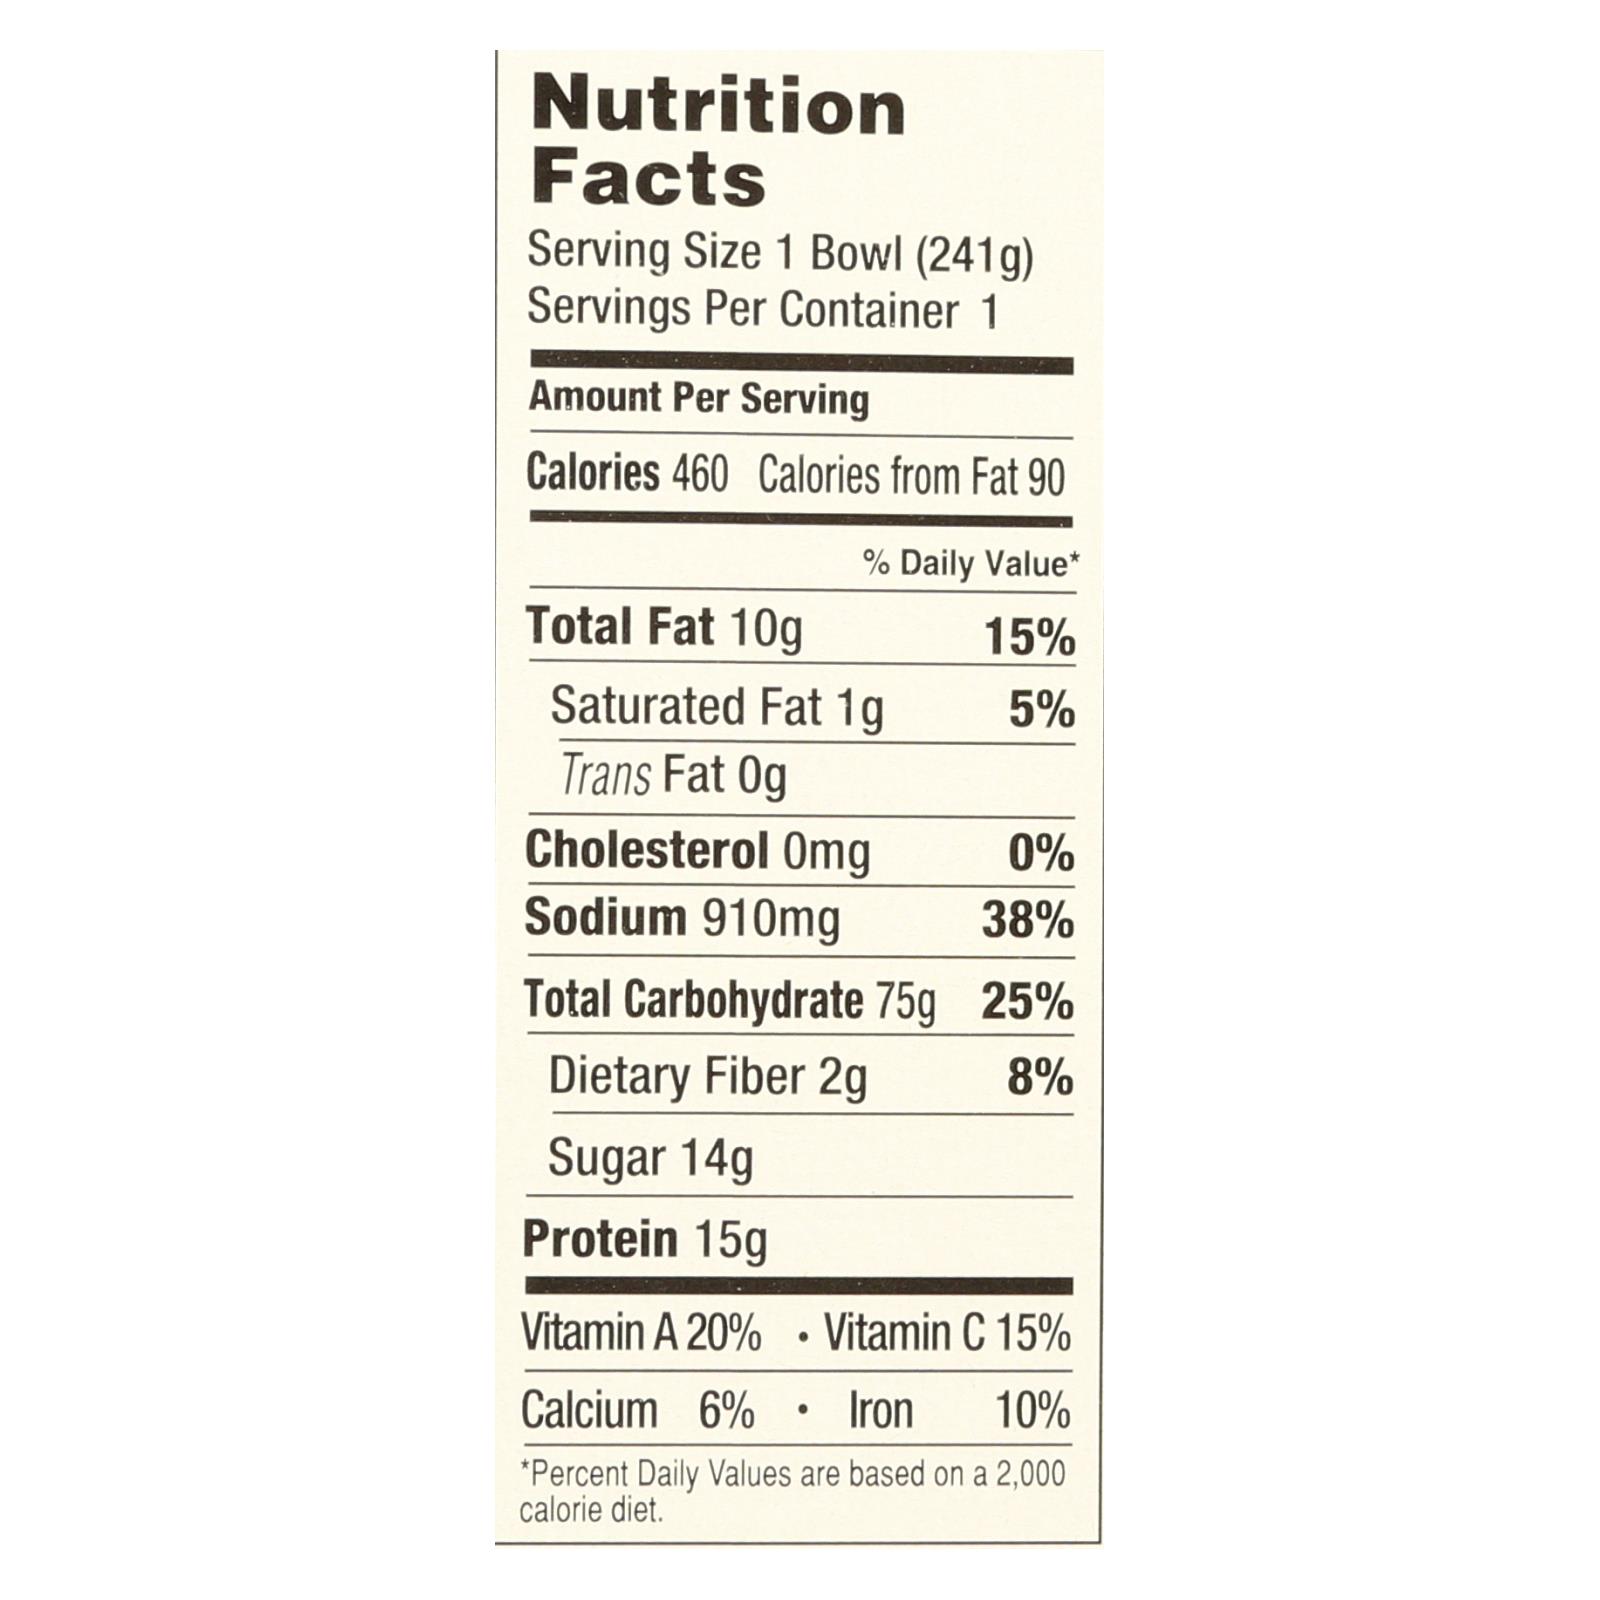 Nutrition
Facts
Serving Size 1 Bowl (241g)
Servings Per Container 1
Amount Per Serving
Calories 460 Calories from Fat 90
% Daily Value*
Total Fat 10g 15%
Saturated Fat 1g 5%
Trans Fat 0g
Cholesterol 0mg 0%
Sodium 910mg 38%
Total Carbohydrate 75g 25%
Dietary Fiber 2g 8%
Sugar 14g
Protein 15g
Vitamin A 20% • Vitamin C 15%
Calcium 6% • Iron 10%
*Percent Daily Values are based on a 2,000
calorie diet.